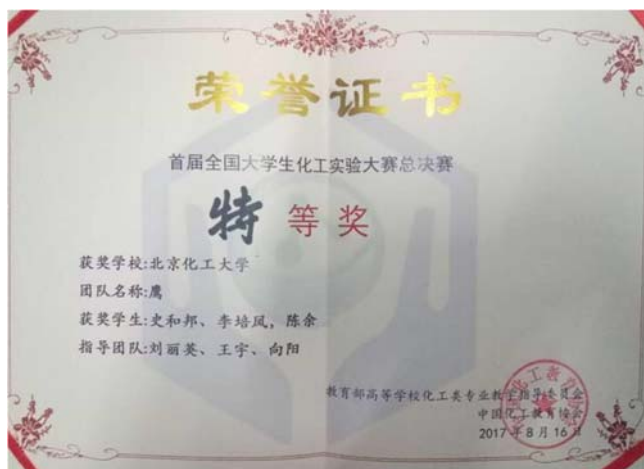 荣誉证书
首届全国大学生化工实验大赛总决赛
特等奖
获奖学校:北京化工大学
团队名称:鹰
获奖学生:史和邦、李培凤,陈余
指导团队:刘丽英、王宇、向阳
教育部高等学校化工类专业教学指导委员会
中国化工教育协会
2017年8月16日